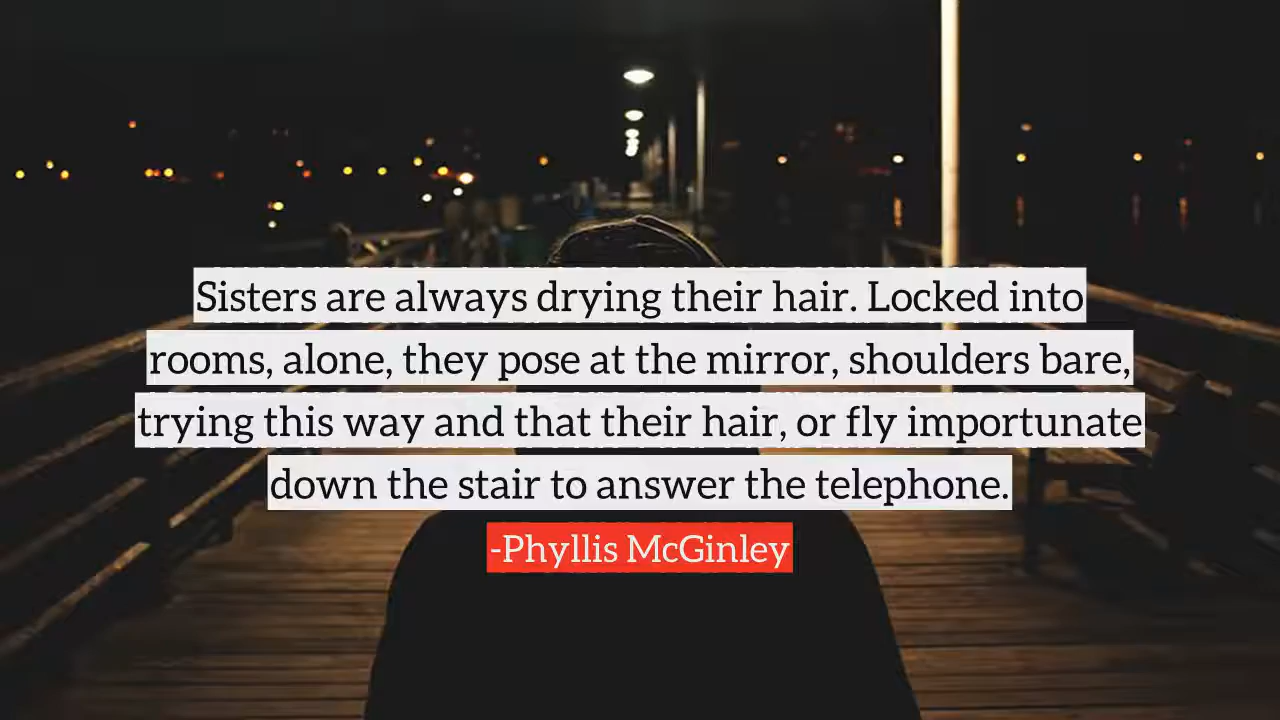 Sisters are always drying their hair. Locked into
rooms, alone, they pose at the mirror, shoulders bare,
trying this way and that their hair, or fly importunate
down the stair to answer the telephone.
-Phyllis McGinley